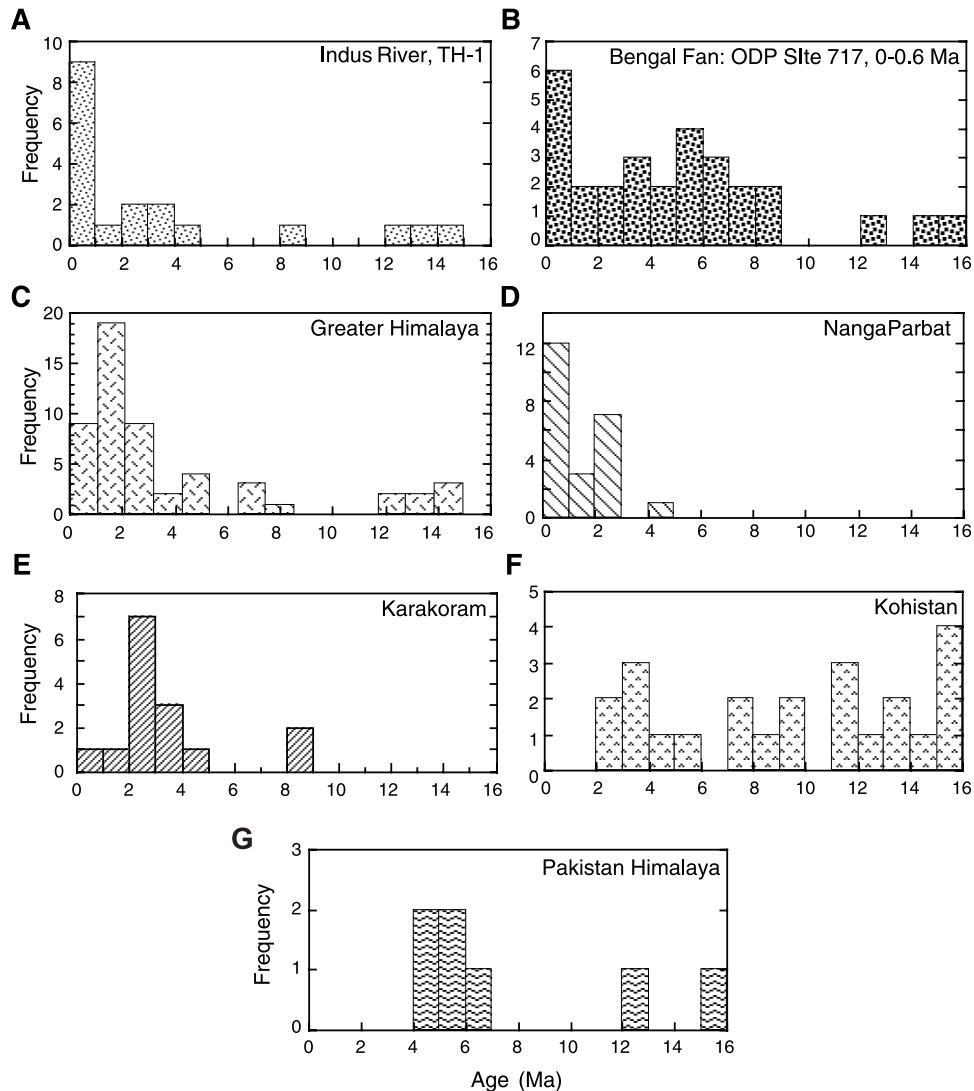 A
Indus River, TH-1
Frequency
10
8
6
4
2
0
0 2 4 6 8 10 12 14 16
B
Bengal Fan: ODP SIte 717, 0-0.6 Ma
7
6
5
4
3
2
1
0
0 2 4 6 8 10 12 14 16
C
Greater Himalaya
Frequency
20
15
10
5
0
0 2 4 6 8 10 12 14 16
D
NangaParbat
12
8
4
0
0 2 4 6 8 10 12 14 16
E
Karakoram
Frequency
8
6
4
2
0
0 2 4 6 8 10 12 14 16
F
Kohistan
5
4
3
2
1
0
2 4 6 8 10 12 14 16
G
Pakistan Himalaya
Frequency
3
2
1
0
0 2 4 6 8 10 12 14 16
Age (Ma)